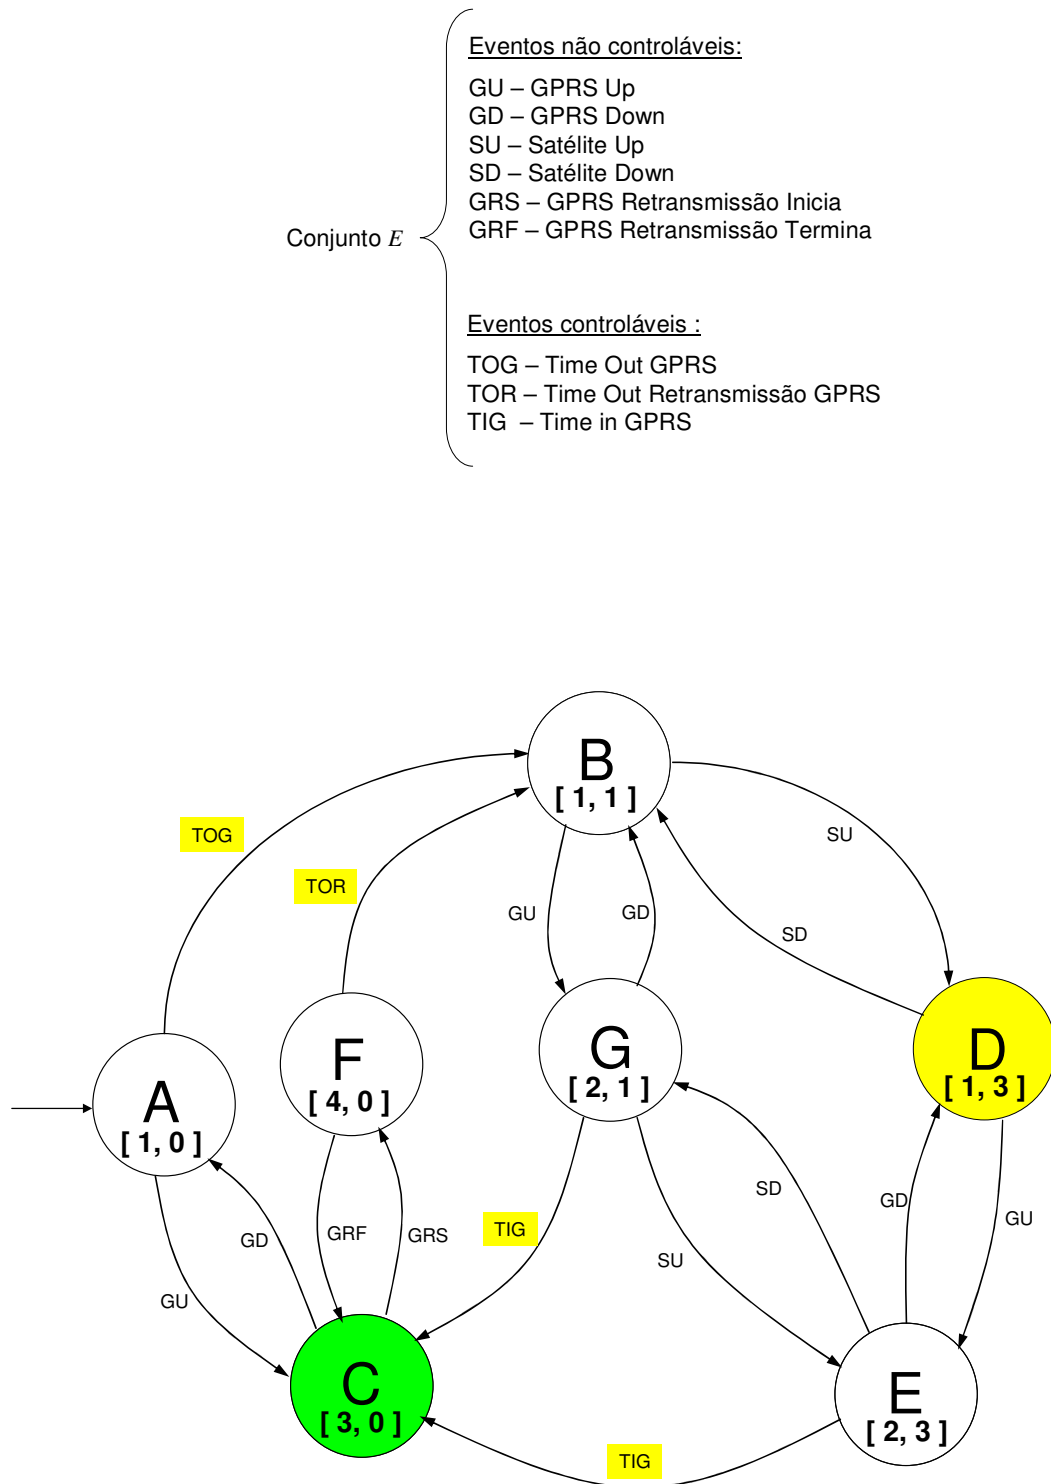 Eventos não controláveis:
GU – GPRS Up
GD – GPRS Down
SU – Satélite Up
SD – Satélite Down
GRS – GPRS Retransmissão Inicia
GRF – GPRS Retransmissão Termina
Conjunto E
Eventos controláveis :
TOG – Time Out GPRS
TOR – Time Out Retransmissão GPRS
TIG – Time in GPRS
B
[ 1, 1 ]
TOG
SU
TOR
GU
GD
SD
A
[ 1, 0 ]
F
[ 4, 0 ]
G
[ 2, 1 ]
D
[ 1, 3 ]
SD
GD
GU
GD
GRF
GRS
TIG
SU
GU
C
[ 3, 0 ]
E
[ 2, 3 ]
TIG